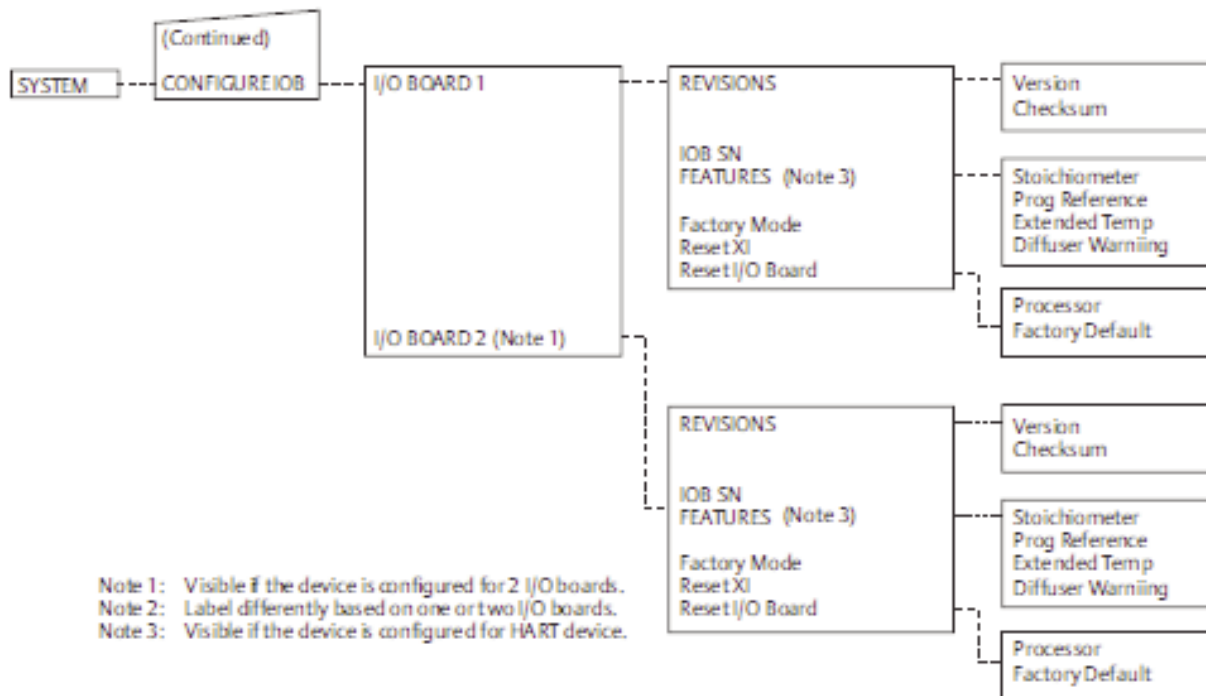 (Continued)
SYSTEM
CONFIGURE IOB
I/O BOARD 1
I/O BOARD 2 (Note 1)
REVISIONS
IOB SN
FEATURES (Note 3)
Factory Mode
Reset XI
Reset I/O Board
Version
Checksum
Stoichiometer
Prog Reference
Extended Temp
Diffuser Warniing
Processor
Factory Default
REVISIONS
IOB SN
FEATURES (Note 3)
Factory Mode
Reset XI
Reset I/O Board
Version
Checksum
Stoichiometer
Prog Reference
Extended Temp
Diffuser Warniing
Processor
Factory Default
Note 1: Visible if the device is configured for 2 I/O boards.
Note 2: Label differently based on one or two I/O boards.
Note 3: Visible if the device is configured for HART device.